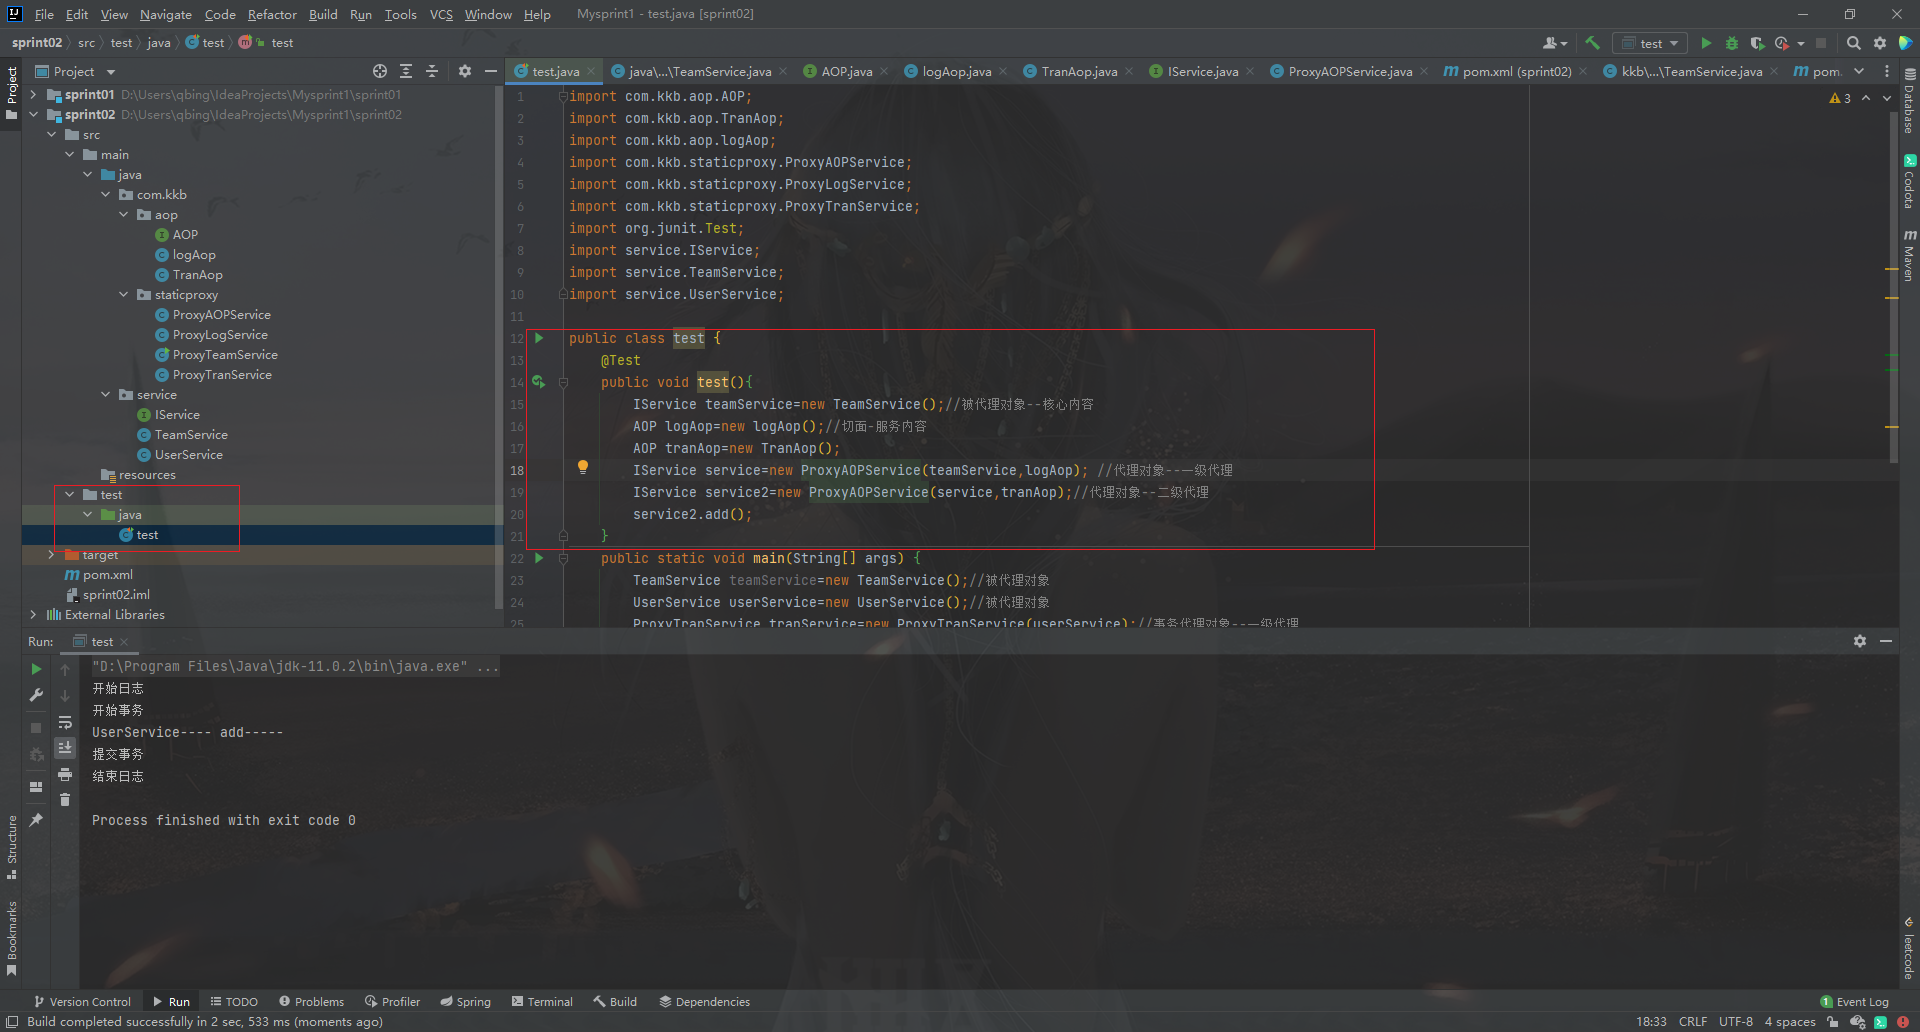 File Edit View Navigate Code Refactor Build Run Tools VCS Window Help Mysprint1 - test.java [sprint02]
sprint02 src test java test test
test
Project
sprint01 D:\Users\qbing\IdeaProjects\Mysprint1\sprint01
sprint02 D:\Users\qbing\IdeaProjects\Mysprint1\sprint02
src
main
java
com.kkb
aop
AOP
logAop
TranAop
staticproxy
ProxyAOPService
ProxyLogService
ProxyTeamService
ProxyTranService
service
IService
TeamService
UserService
resources
test
java
test
target
pom.xml
sprint02.iml
External Libraries
test.java java\...\TeamService.java AOP.java logAop.java TranAop.java IService.java ProxyAOPService.java pom.xml (sprint02) kkb\...\TeamService.java pom.
3
1 import com.kkb.aop.AOP;
2 import com.kkb.aop.TranAop;
3 import com.kkb.aop.logAop;
4 import com.kkb.staticproxy.ProxyAOPService;
5 import com.kkb.staticproxy.ProxyLogService;
6 import com.kkb.staticproxy.ProxyTranService;
7 import org.junit.Test;
8 import service.IService;
9 import service.TeamService;
10 import service.UserService;
11
12 public class test {
13 @Test
14 public void test(){
15 IService teamService=new TeamService();//被代理对象--核心内容
16 AOP logAop=new logAop();//切面-服务内容
17 AOP tranAop=new TranAop();
18 IService service=new ProxyAOPService(teamService,logAop); //代理对象--一级代理
19 IService service2=new ProxyAOPService(service,tranAop);//代理对象--二级代理
20 service2.add();
21 }
22 public static void main(String[] args) {
23 TeamService teamService=new TeamService();//被代理对象
24 UserService userService=new UserService();//被代理对象
25 ProxyTranService tranService=new ProxyTranService(userService);//事务代理对象--一级代理
Project
Structure
Bookmarks
Database
Codota
Maven
leetcode
Run: test
"D:\Program Files\Java\jdk-11.0.2\bin\java.exe" ...
开始日志
开始事务
UserService---- add-----
提交事务
结束日志
Process finished with exit code 0
Version Control Run TODO Problems Profiler Spring Terminal Build Dependencies 1 Event Log
Build completed successfully in 2 sec, 533 ms (moments ago) 18:33 CRLF UTF-8 4 spaces